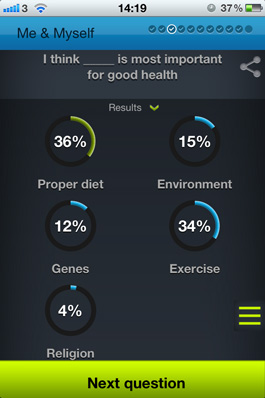 3 14:19 37%
Me & Myself
I think _____ is most important
for good health
Results
36% 15%
Proper diet Environment
12% 34%
Genes Exercise
4%
Religion
Next question